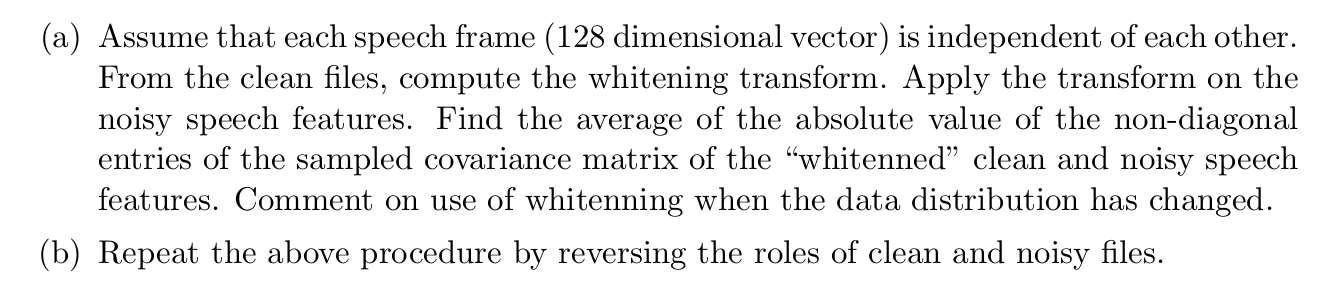 (a) Assume that each speech frame (128 dimensional vector) is independent of each other.
From the clean files, compute the whitening transform. Apply the transform on the
noisy speech features. Find the average of the absolute value of the non-diagonal
entries of the sampled covariance matrix of the “whitenned” clean and noisy speech
features. Comment on use of whitenning when the data distribution has changed.
(b) Repeat the above procedure by reversing the roles of clean and noisy files.